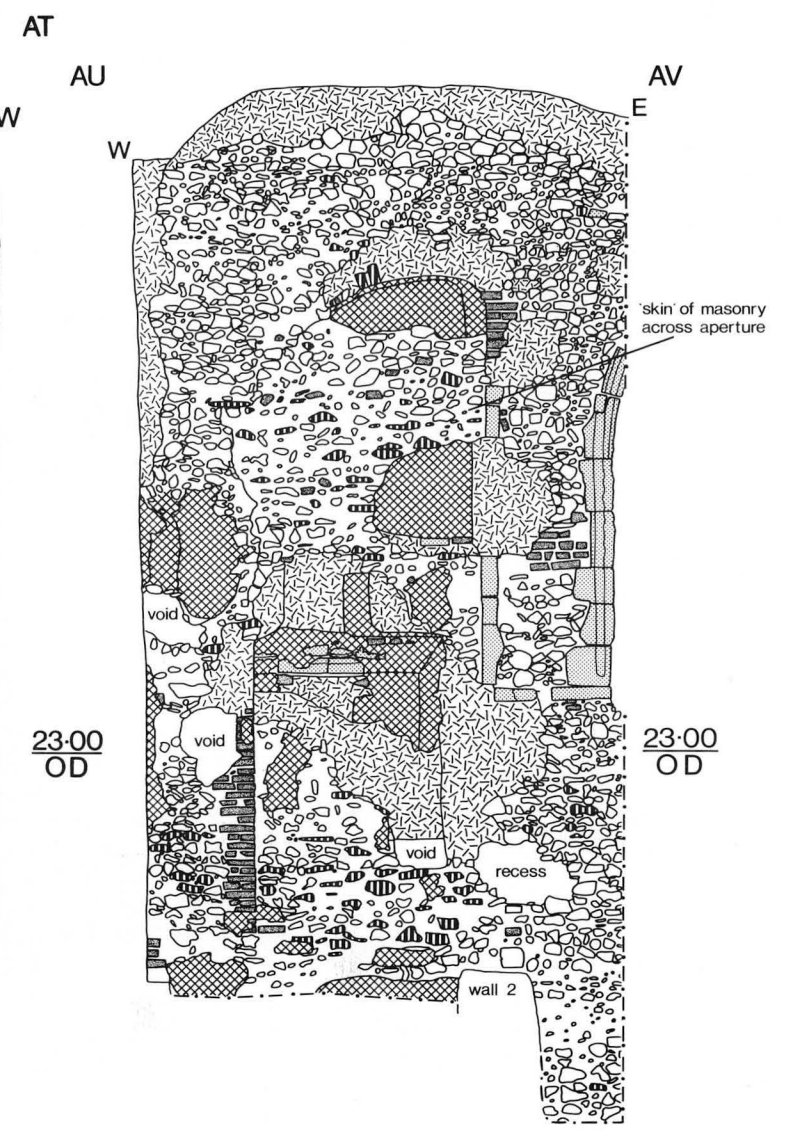 AT
AU
AV
W
W
E
'skin' of masonry
across aperture
void
void
23·00
OD
23·00
OD
void
recess
wall 2